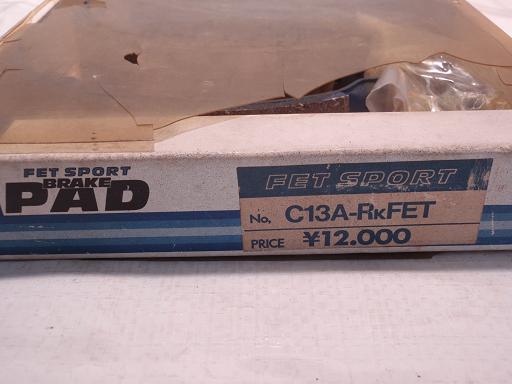 FET SPORT
BRAKE
PAD
FET SPORT
No, C13A-RKFET
PRICE ¥12.000